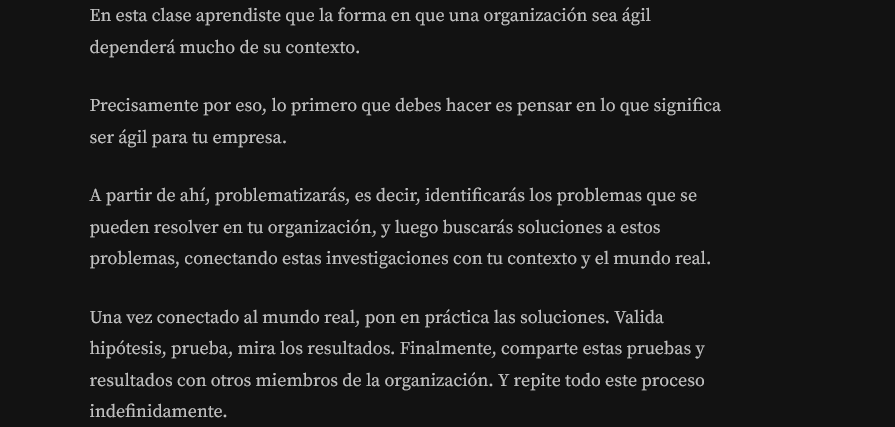 En esta clase aprendiste que la forma en que una organización sea ágil
dependerá mucho de su contexto.
Precisamente por eso, lo primero que debes hacer es pensar en lo que significa
ser ágil para tu empresa.
A partir de ahí, problematizarás, es decir, identificarás los problemas que se
pueden resolver en tu organización, y luego buscarás soluciones a estos
problemas, conectando estas investigaciones con tu contexto y el mundo real.
Una vez conectado al mundo real, pon en práctica las soluciones. Valida
hipótesis, prueba, mira los resultados. Finalmente, comparte estas pruebas y
resultados con otros miembros de la organización. Y repite todo este proceso
indefinidamente.